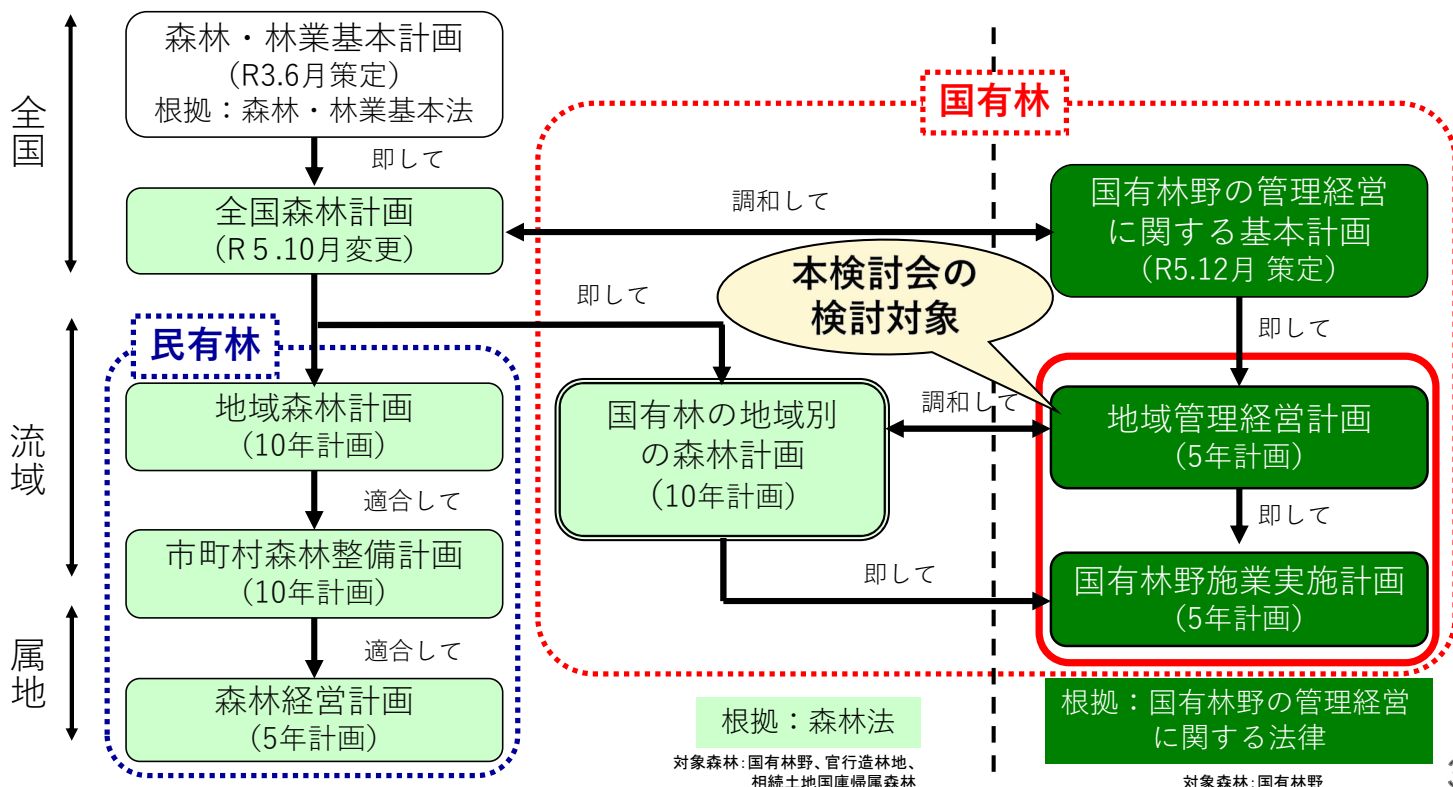 全国
流域
属地
森林・林業基本計画
(R3.6月策定)
根拠：森林・林業基本法
即して
全国森林計画
(R５.10月変更)
調和して
国有林
国有林野の管理経営
に関する基本計画
(R5.12月 策定)
本検討会の
検討対象
即して
即して
民有林
地域森林計画
(10年計画)
適合して
市町村森林整備計画
(10年計画)
適合して
森林経営計画
(5年計画)
国有林の地域別
の森林計画
（10年計画）
調和して
地域管理経営計画
(5年計画)
即して
即して
国有林野施業実施計画
(5年計画)
根拠：森林法
対象森林：国有林野、官行造林地、
相続土地国庫帰属森林
根拠：国有林野の管理経営
に関する法律
対象森林：国有林野